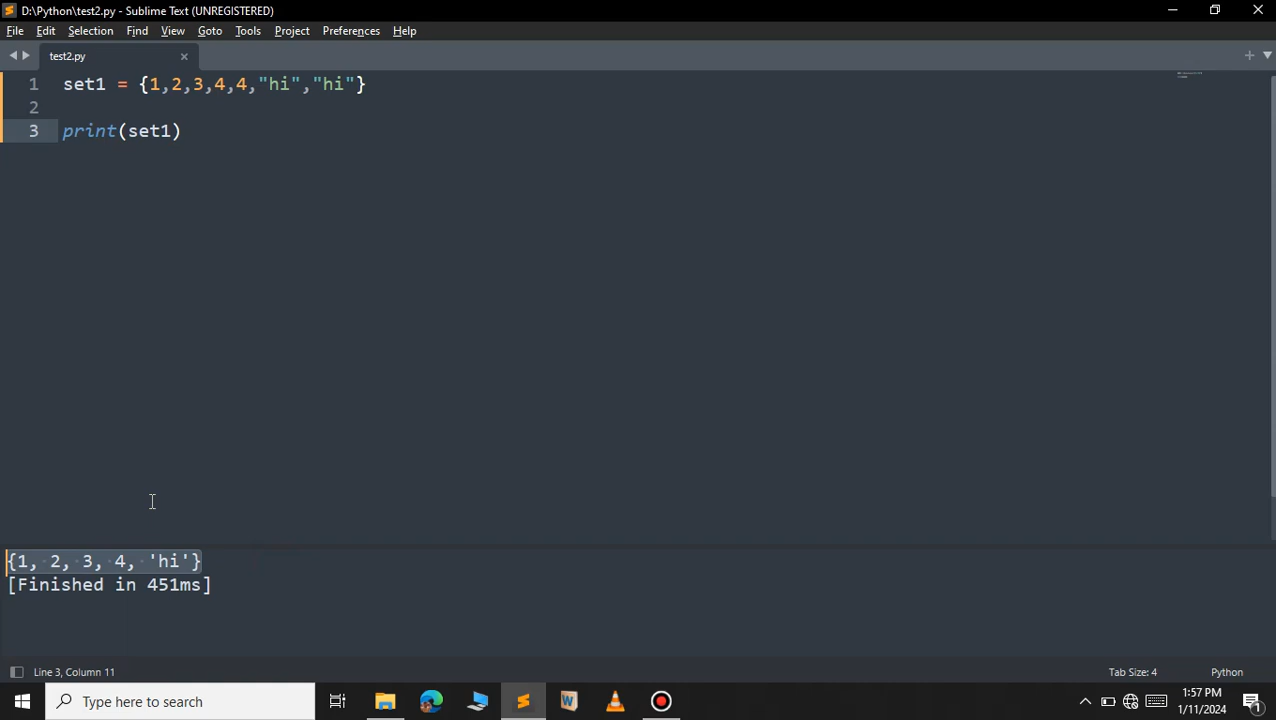 D:\Python\test2.py - Sublime Text (UNREGISTERED)
File Edit Selection Find View Goto Tools Project Preferences Help
test2.py
1 set1 = {1,2,3,4,4,"hi","hi"}
2
3 print(set1)
{1, 2, 3, 4, 'hi'}
[Finished in 451ms]
Line 3, Column 11
Tab Size: 4
Python
Type here to search
1:57 PM
1/11/2024
1